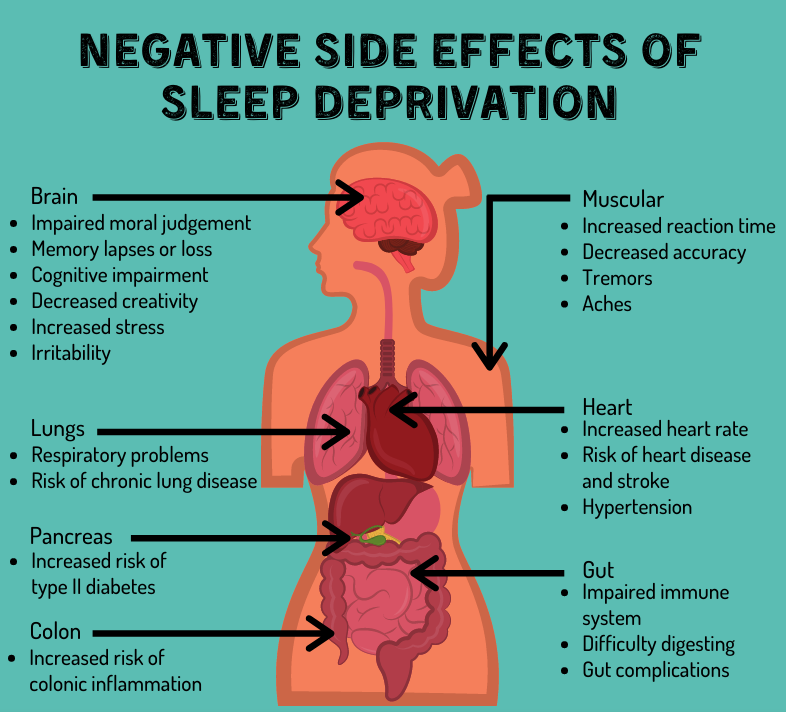 NEGATIVE SIDE EFFECTS OF
SLEEP DEPRIVATION
Brain
• Impaired moral judgement
• Memory lapses or loss
• Cognitive impairment
• Decreased creativity
• Increased stress
• Irritability
Lungs
• Respiratory problems
• Risk of chronic lung disease
Pancreas
• Increased risk of
type II diabetes
Colon
• Increased risk of
colonic inflammation
Muscular
• Increased reaction time
• Decreased accuracy
• Tremors
• Aches
Heart
• Increased heart rate
• Risk of heart disease
and stroke
• Hypertension
Gut
• Impaired immune
system
• Difficulty digesting
• Gut complications